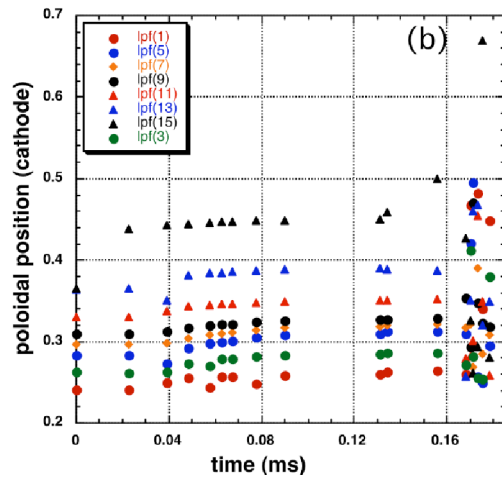 0.7
(b)
lpf(1)
lpf(5)
lpf(7)
lpf(9)
lpf(11)
lpf(13)
lpf(15)
lpf(3)
0.6
0.5
0.4
0.3
0.2
poloidal position (cathode)
0 0.04 0.08 0.12 0.16
time (ms)